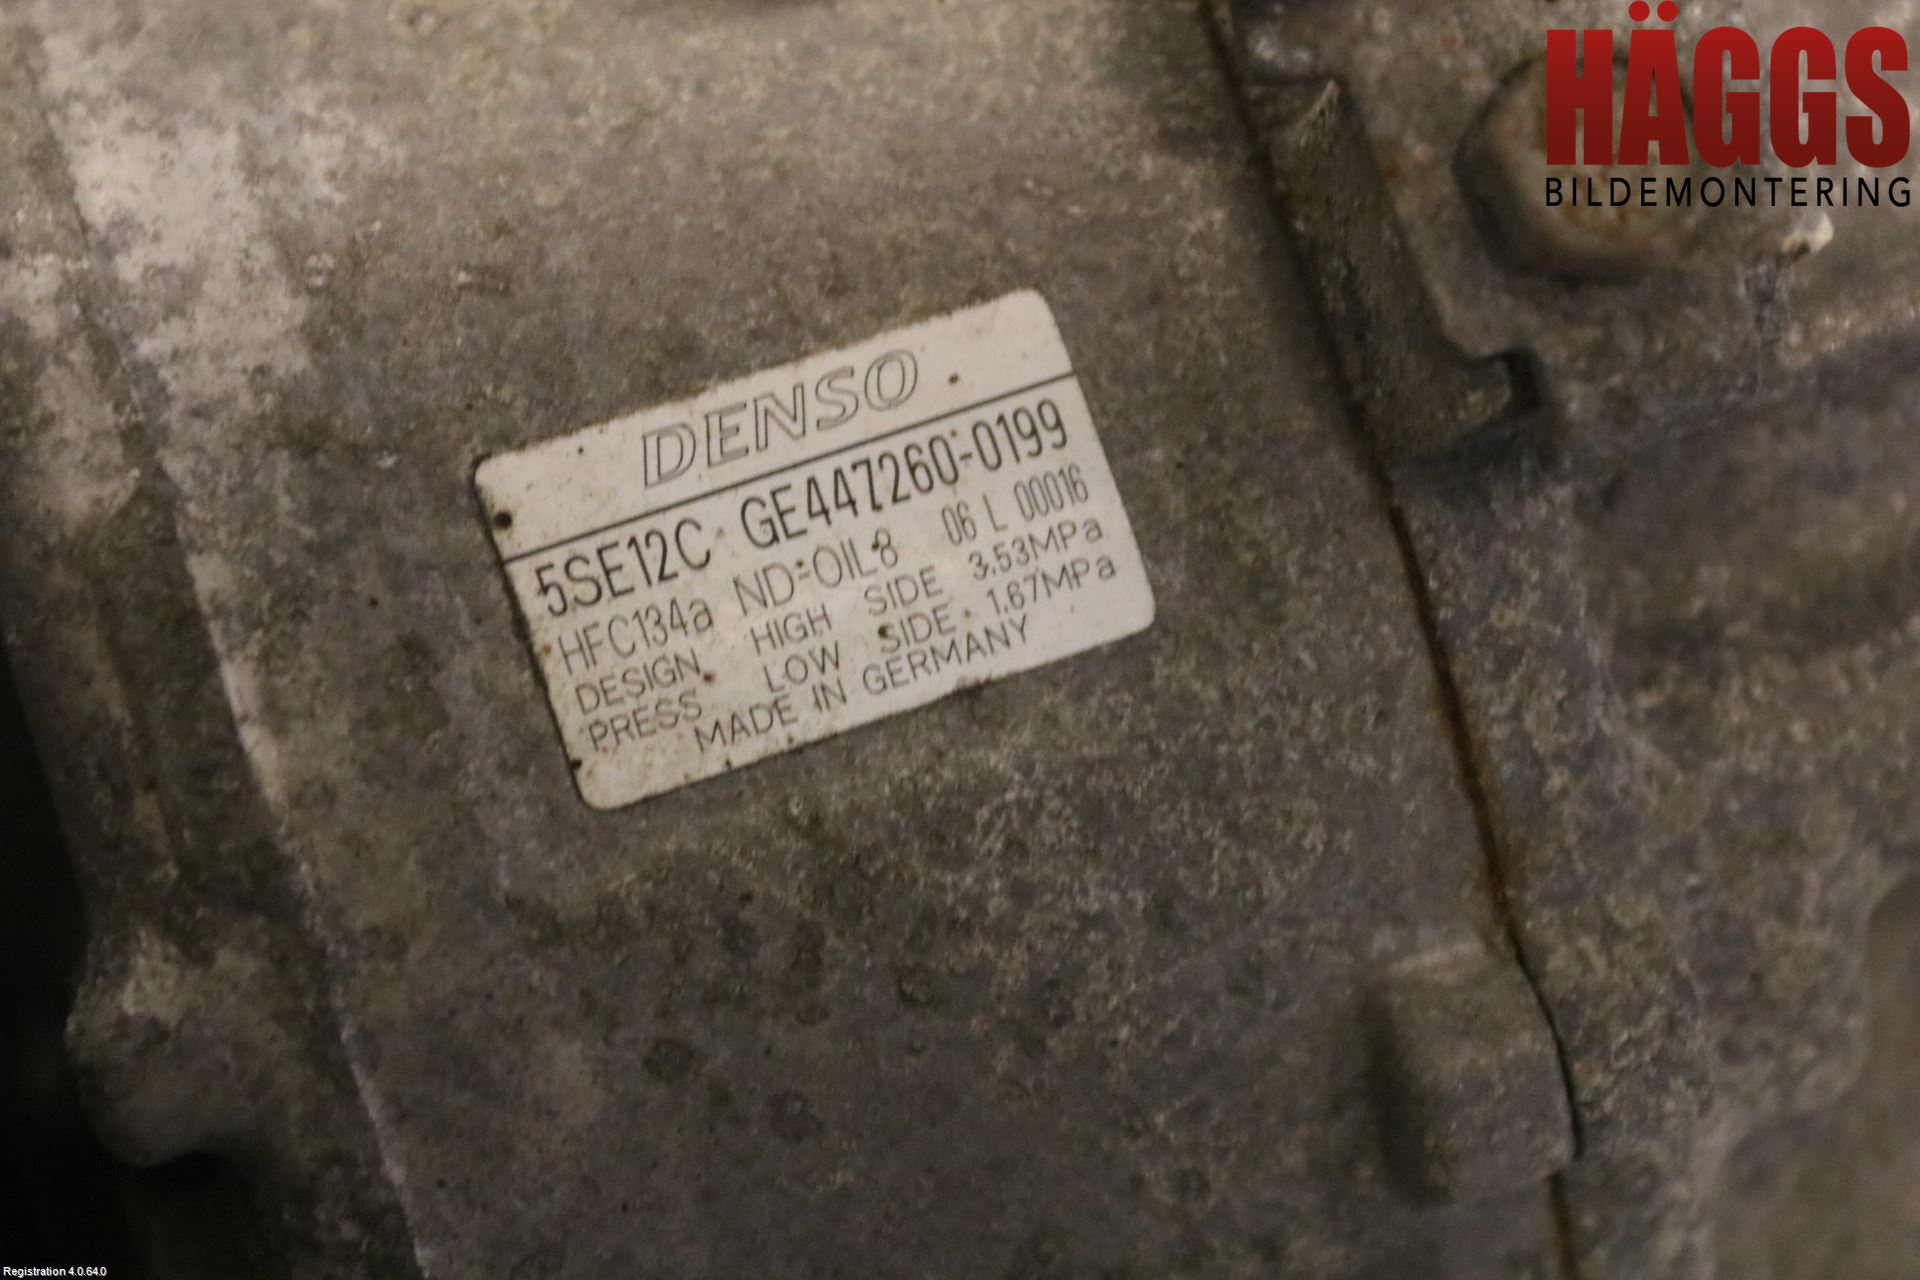 HÄGGS
BILDEMONTERING
DENSO
5SE12C GE447260-0199
HFC134a ND-OIL8 06 L 00016
DESIGN HIGH SIDE 3.53MPa
PRESS LOW SIDE 1.67MPa
MADE IN GERMANY
Registration 4.0.64.0